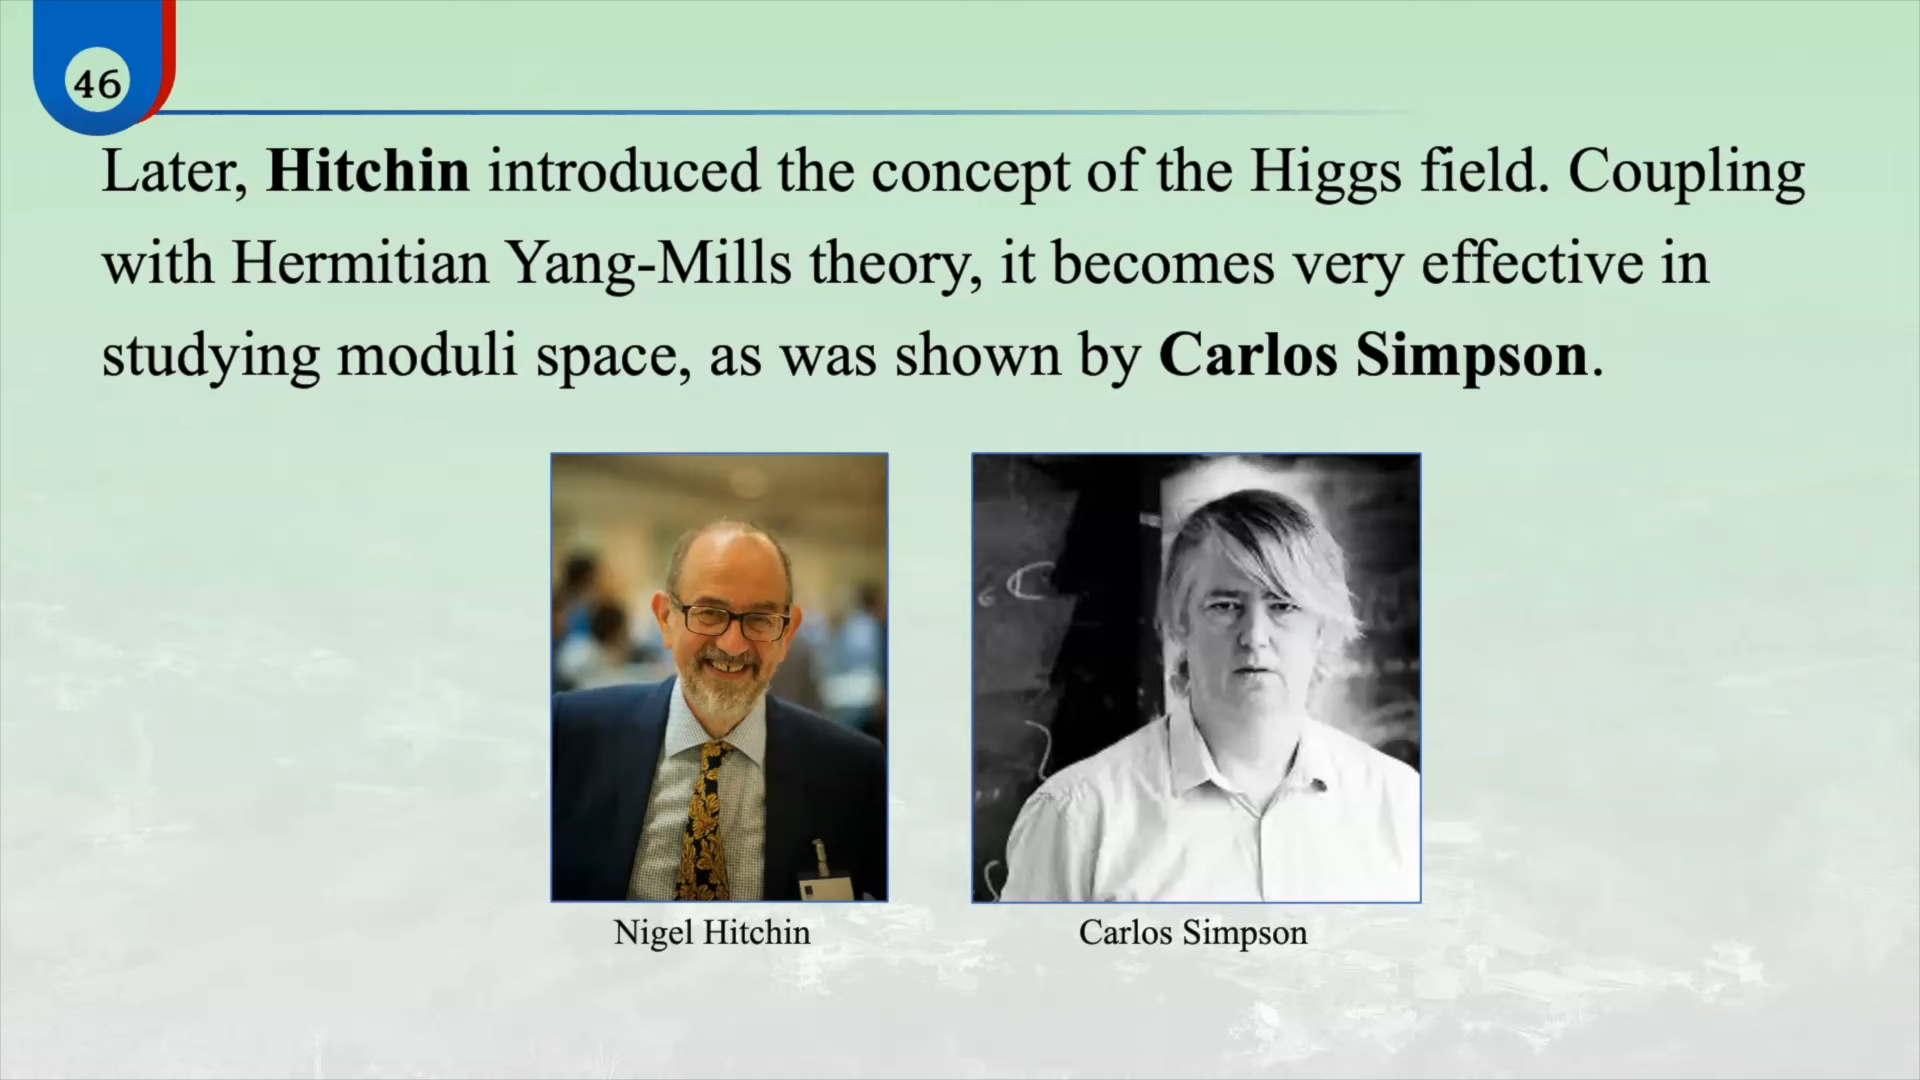 46
Later, Hitchin introduced the concept of the Higgs field. Coupling
with Hermitian Yang-Mills theory, it becomes very effective in
studying moduli space, as was shown by Carlos Simpson.
Nigel Hitchin
Carlos Simpson